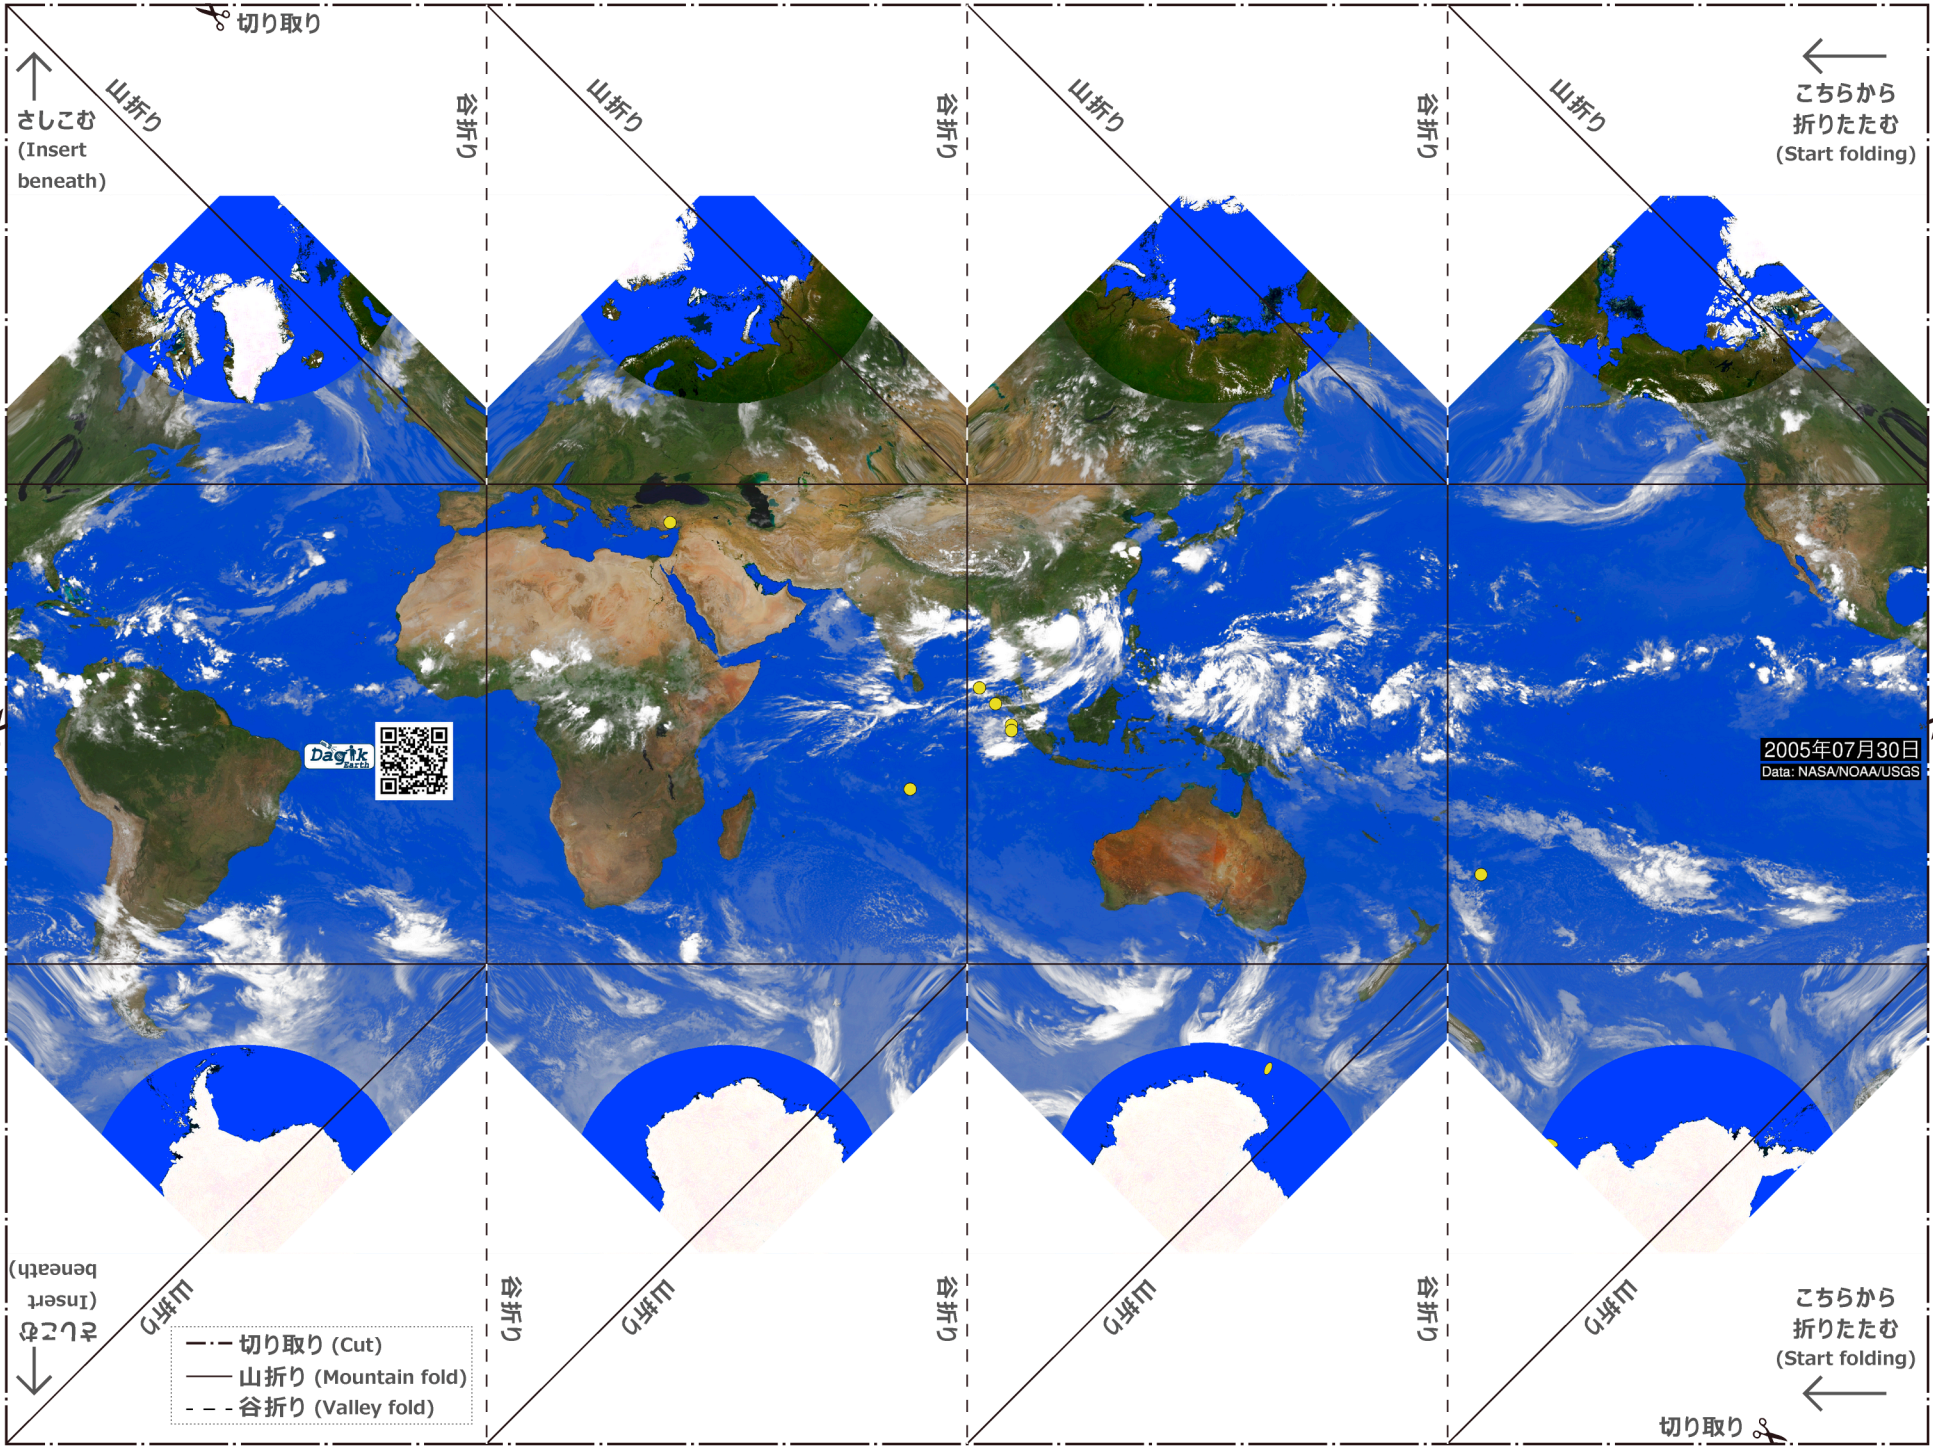 切り取り
山折り
谷折り
山折り
谷折り
山折り
谷折り
山折り
さしこむ
(Insert
beneath)
こちらから
折りたたむ
(Start folding)
Dagik
Earth
2005年07月30日
Data: NASA/NOAA/USGS
さしこむ
(Insert
beneath)
山折り
谷折り
山折り
谷折り
山折り
谷折り
山折り
こちらから
折りたたむ
(Start folding)
切り取り (Cut)
山折り (Mountain fold)
谷折り (Valley fold)
切り取り